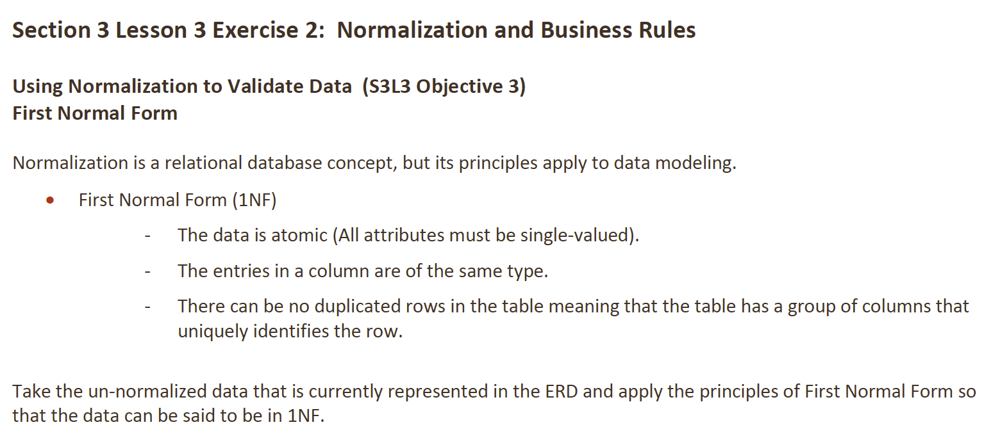 Section 3 Lesson 3 Exercise 2:  Normalization and Business Rules
Using Normalization to Validate Data  (S3L3 Objective 3)
First Normal Form
Normalization is a relational database concept, but its principles apply to data modeling.
• First Normal Form (1NF)
- The data is atomic (All attributes must be single-valued).
- The entries in a column are of the same type.
- There can be no duplicated rows in the table meaning that the table has a group of columns that
uniquely identifies the row.
Take the un-normalized data that is currently represented in the ERD and apply the principles of First Normal Form so
that the data can be said to be in 1NF.